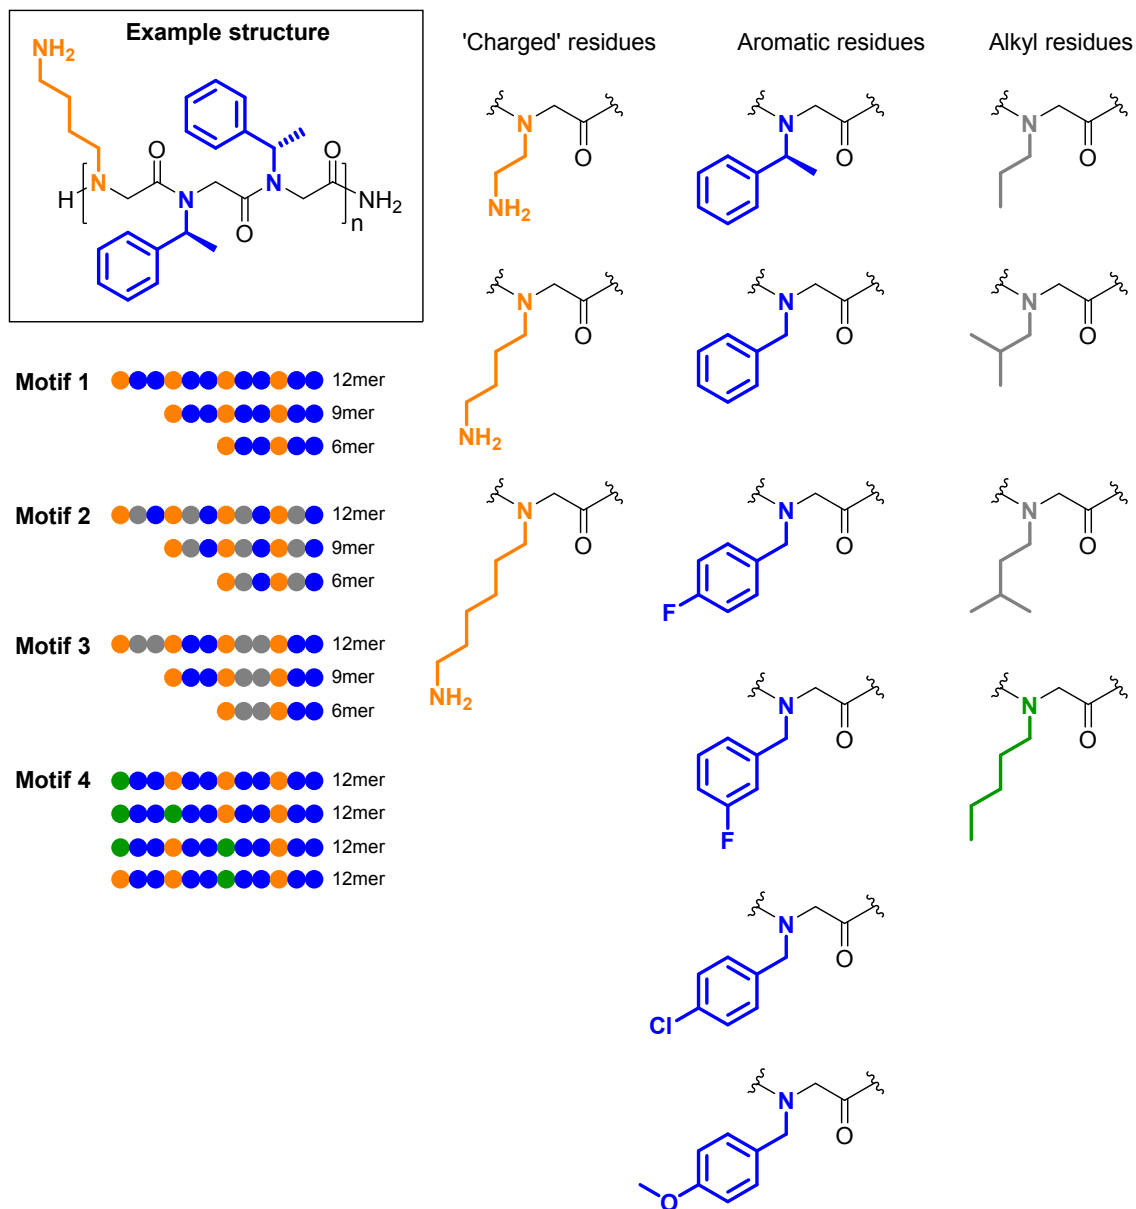 Example structure
NH2
O
O
H
N
N
N
NH2
n
O
'Charged' residues
Aromatic residues
Alkyl residues
N
O
NH2
N
O
N
O
N
O
NH2
N
O
N
O
N
O
NH2
N
O
F
N
O
N
O
F
N
O
N
O
Cl
N
O
O
Motif 1
12mer
9mer
6mer
Motif 2
12mer
9mer
6mer
Motif 3
12mer
9mer
6mer
Motif 4
12mer
12mer
12mer
12mer